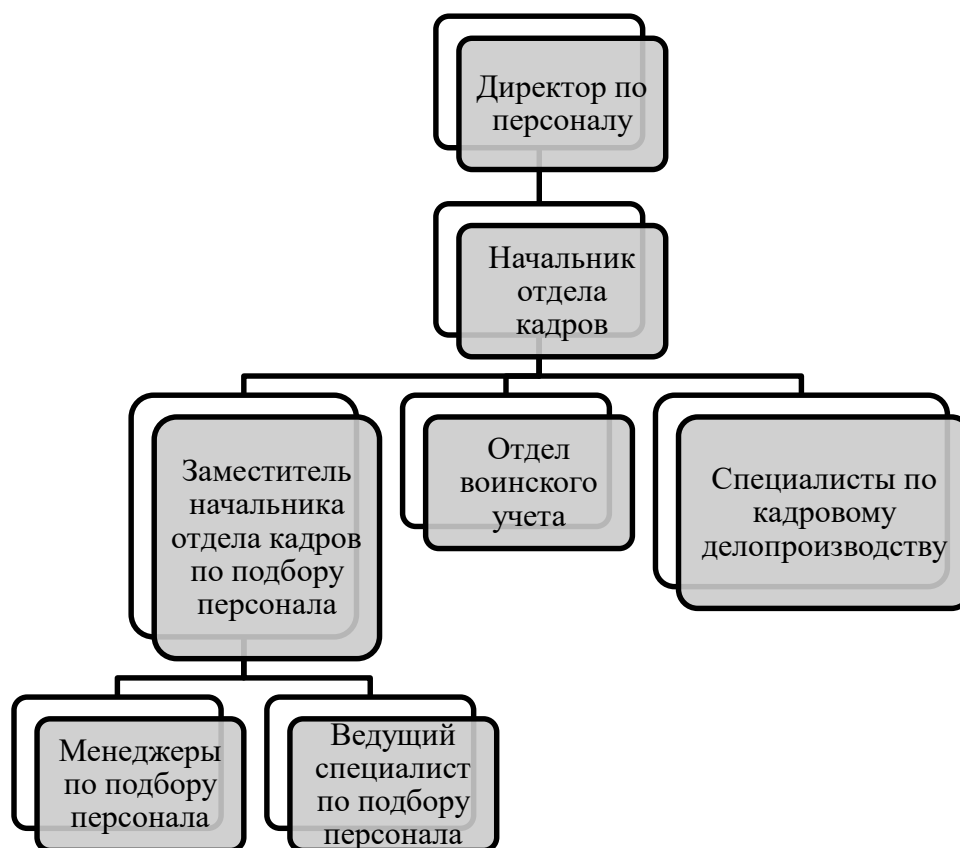 Директор по
персоналу
Начальник
отдела
кадров
Заместитель
начальника
отдела кадров
по подбору
персонала
Отдел
воинского
учета
Специалисты по
кадровому
делопроизводству
Менеджеры
по подбору
персонала
Ведущий
специалист
по подбору
персонала